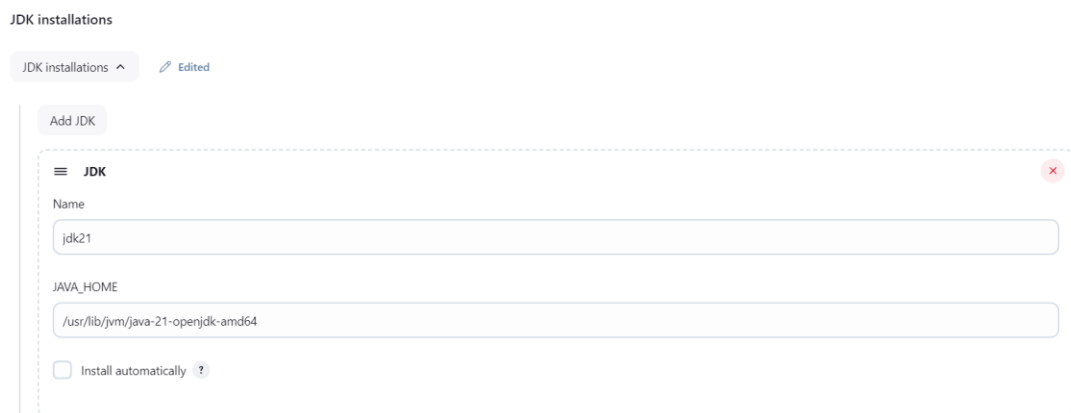 JDK installations
JDK installations
Edited
Add JDK
JDK
Name
jdk21
JAVA_HOME
/usr/lib/jvm/java-21-openjdk-amd64
Install automatically ?